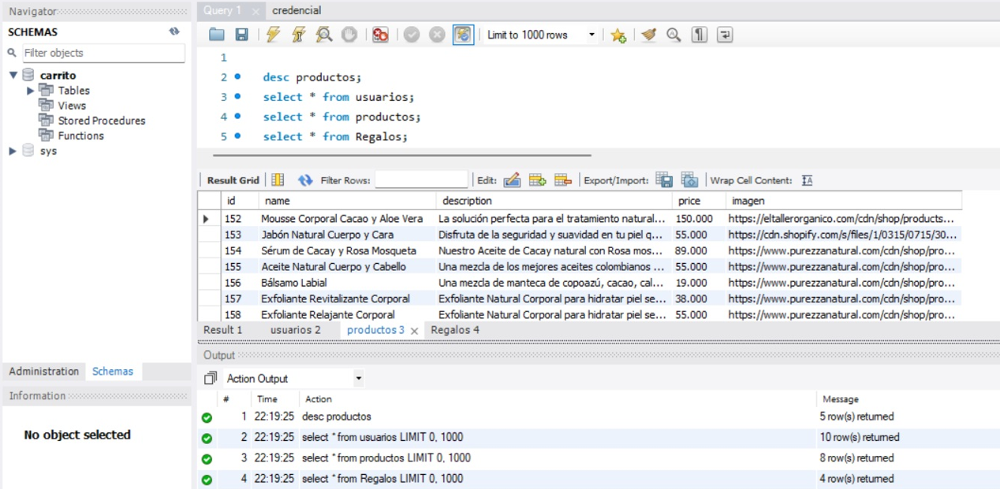 Navigator
SCHEMAS
Filter objects
carrito
Tables
Views
Stored Procedures
Functions
sys
Administration Schemas
Information
No object selected
Query 1 credencial
Limit to 1000 rows
1
2 desc productos;
3 select * from usuarios;
4 select * from productos;
5 select * from Regalos;
Result Grid Filter Rows: Edit: Export/Import: Wrap Cell Content:
id name description price imagen
152 Mousse Corporal Cacao y Aloe Vera La solución perfecta para el tratamiento natural... 150.000 https://eltallerorganico.com/cdn/shop/products...
153 Jabón Natural Cuerpo y Cara Disfruta de la seguridad y suavidad en tu piel q... 55.000 https://cdn.shopify.com/s/files/1/0315/0715/30...
154 Sérum de Cacay y Rosa Mosqueta Nuestro Aceite de Cacay natural con Rosa mos... 89.000 https://www.purezzanatural.com/cdn/shop/pro...
155 Aceite Natural Cuerpo y Cabello Una mezcla de los mejores aceites colombianos ... 55.000 https://www.purezzanatural.com/cdn/shop/pro...
156 Bálsamo Labial Una mezcla de manteca de copoazú, cacao, cal... 19.000 https://www.purezzanatural.com/cdn/shop/pro...
157 Exfoliante Revitalizante Corporal Exfoliante Natural Corporal para hidratar piel se... 38.000 https://www.purezzanatural.com/cdn/shop/pro...
158 Exfoliante Relajante Corporal Exfoliante Natural Corporal para hidratar piel se... 55.000 https://www.purezzanatural.com/cdn/shop/pro...
Result 1 usuarios 2 productos 3 Regalos 4
Output
Action Output
# Time Action Message
1 22:19:25 desc productos 5 row(s) returned
2 22:19:25 select * from usuarios LIMIT 0, 1000 10 row(s) returned
3 22:19:25 select * from productos LIMIT 0, 1000 8 row(s) returned
4 22:19:25 select * from Regalos LIMIT 0, 1000 4 row(s) returned